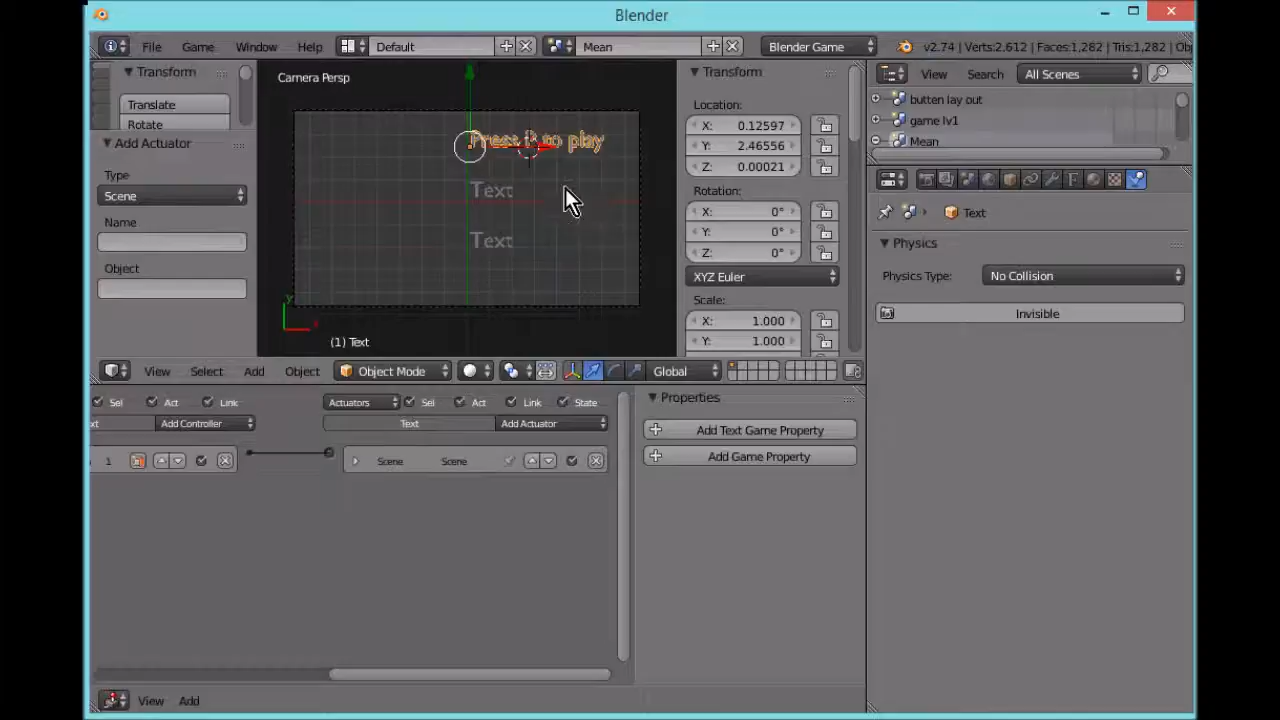 Blender
File Game Window Help Default Mean Blender Game v2.74 | Verts:2,612 | Faces:1,282 | Tris:1,282 |
Transform
Translate
Rotate
Add Actuator
Type
Scene
Name
Object
Camera Persp
to play
Text
Text
(1) Text
Transform
Location:
X: 0.12597
Y: 2.46556
Z: 0.00021
Rotation:
X: 0°
Y: 0°
Z: 0°
XYZ Euler
Scale:
X: 1.000
Y: 1.000
View Search All Scenes
butten lay out
game lv1
Mean
Text
Physics
Physics Type: No Collision
Invisible
View Select Add Object Object Mode Global
Sel Act Link Actuators Sel Act Link State
xt Add Controller Text Add Actuator
1 Scene Scene
Properties
Add Text Game Property
Add Game Property
View Add